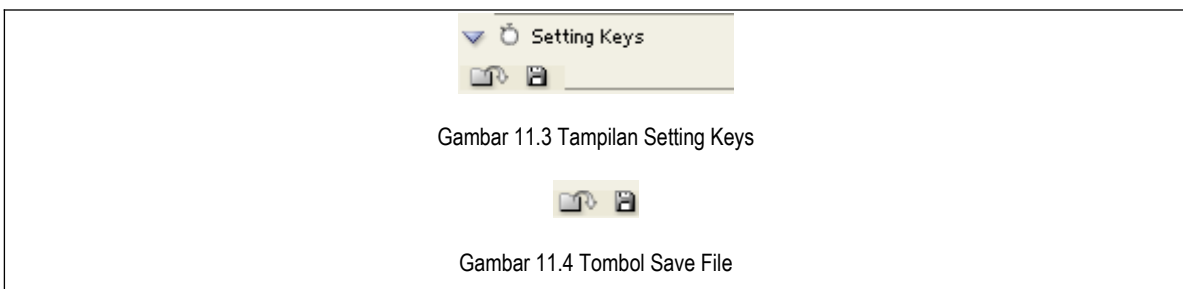 Setting Keys
Gambar 11.3 Tampilan Setting Keys
Gambar 11.4 Tombol Save File